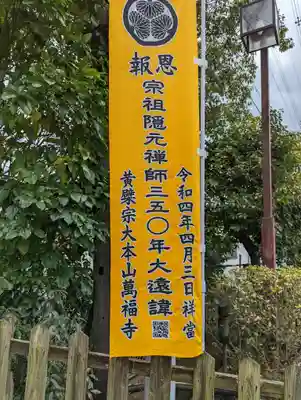 報恩
宗祖隠元禅師三五〇年大遠諱
令和四年四月三日祥當
黄檗宗大本山萬福寺